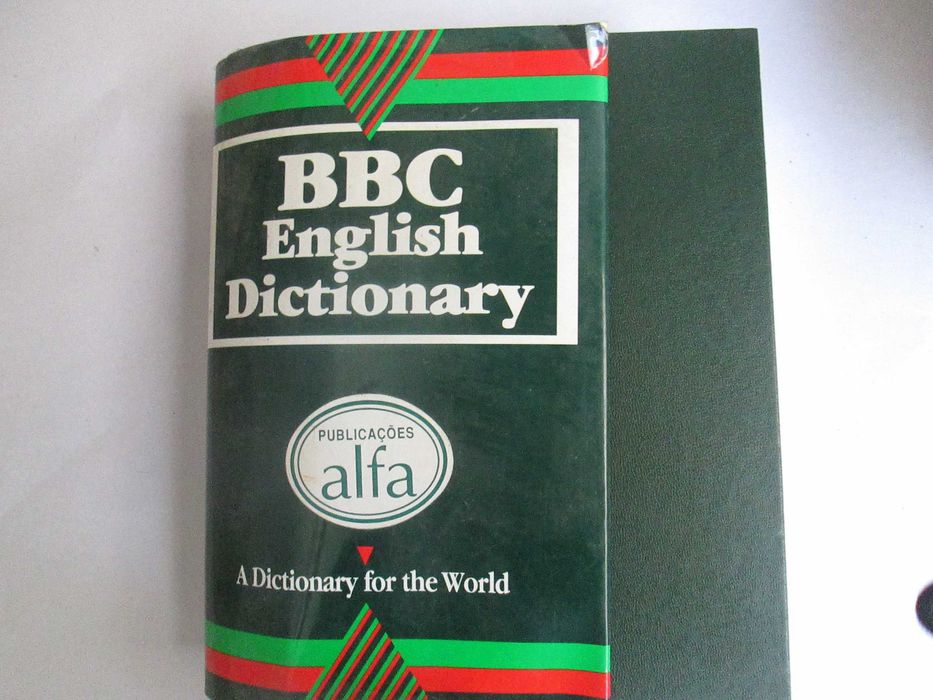 BBC
English
Dictionary
PUBLICAÇÕES
alfa
A Dictionary for the World